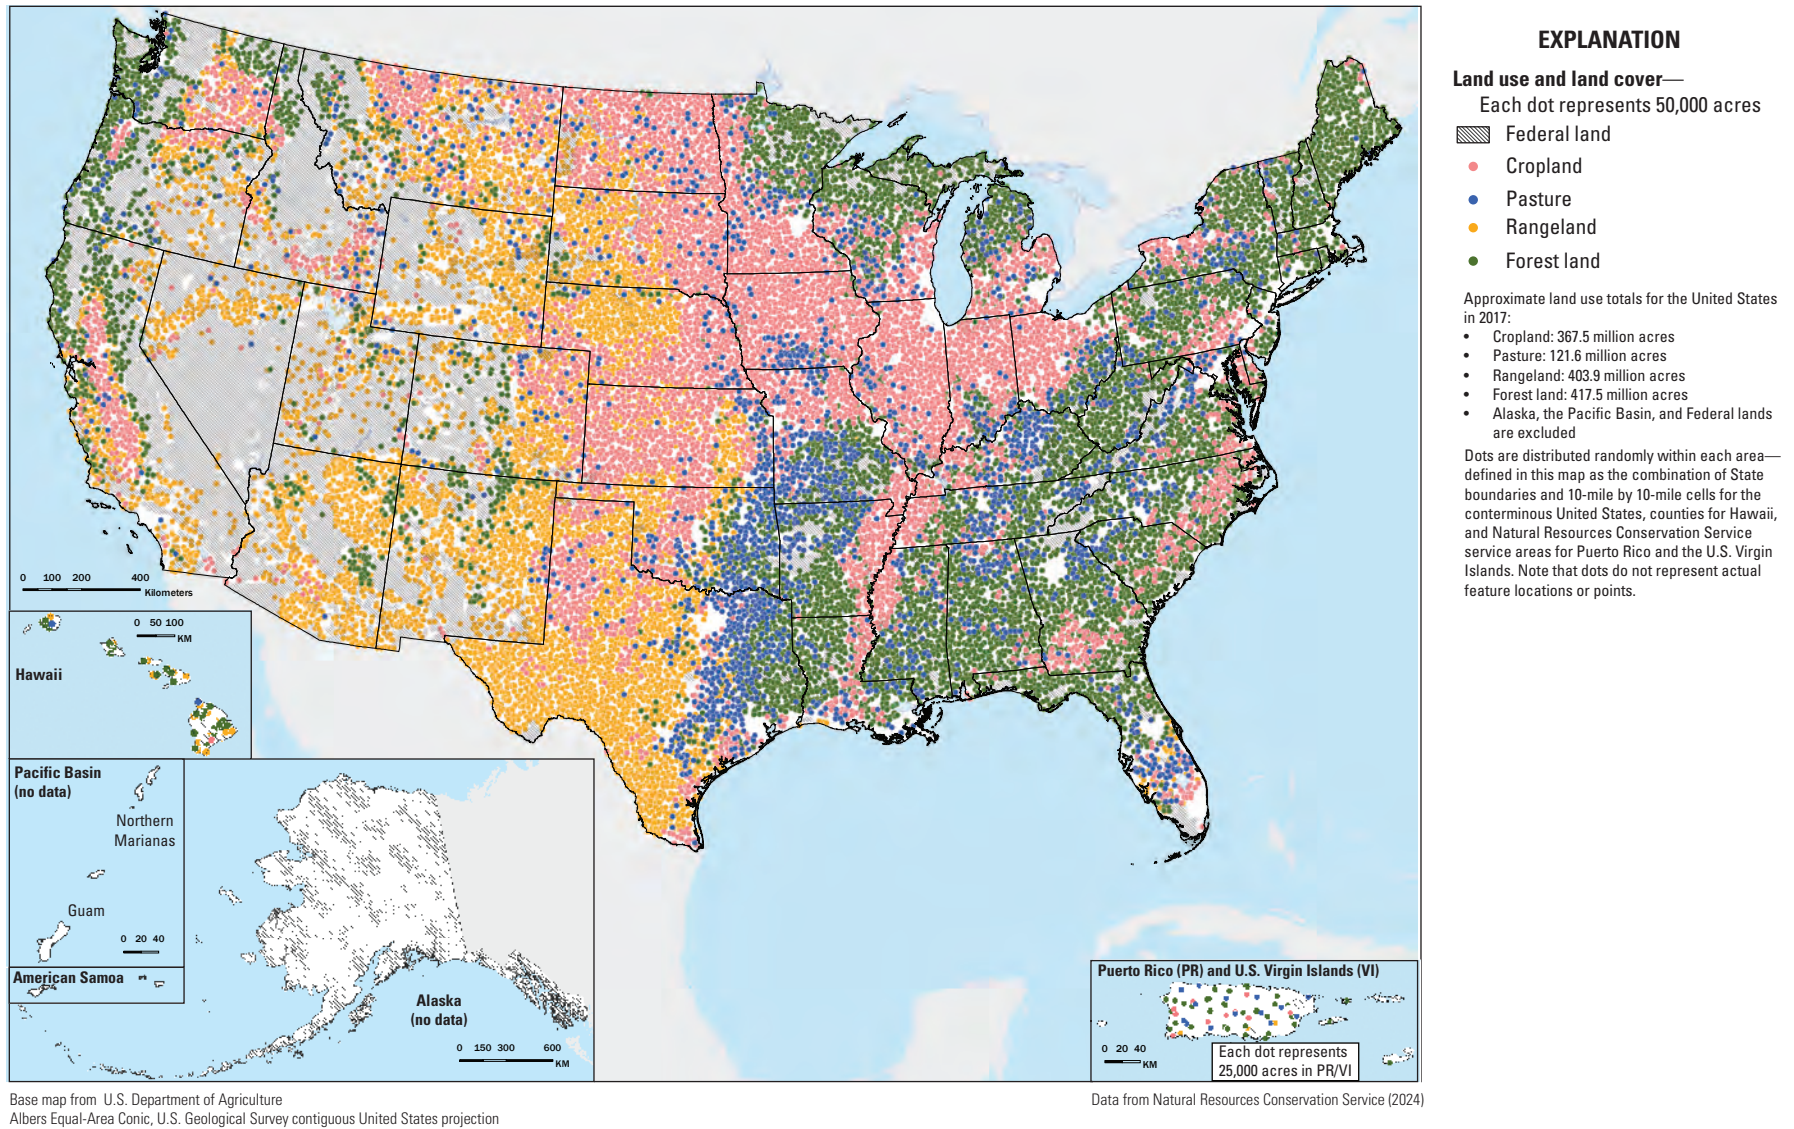 EXPLANATION
Land use and land cover—
Each dot represents 50,000 acres
Federal land
Cropland
Pasture
Rangeland
Forest land
Approximate land use totals for the United States
in 2017:
• Cropland: 367.5 million acres
• Pasture: 121.6 million acres
• Rangeland: 403.9 million acres
• Forest land: 417.5 million acres
• Alaska, the Pacific Basin, and Federal lands
are excluded
Dots are distributed randomly within each area—
defined in this map as the combination of State
boundaries and 10-mile by 10-mile cells for the
conterminous United States, counties for Hawaii,
and Natural Resources Conservation Service
service areas for Puerto Rico and the U.S. Virgin
Islands. Note that dots do not represent actual
feature locations or points.
0 100 200 400
Kilometers
0 50 100
KM
Hawaii
Pacific Basin
(no data)
Northern
Marianas
Guam
0 20 40
American Samoa
Alaska
(no data)
0 150 300 600
KM
Puerto Rico (PR) and U.S. Virgin Islands (VI)
0 20 40
KM
Each dot represents
25,000 acres in PR/VI
Base map from U.S. Department of Agriculture
Albers Equal-Area Conic, U.S. Geological Survey contiguous United States projection
Data from Natural Resources Conservation Service (2024)